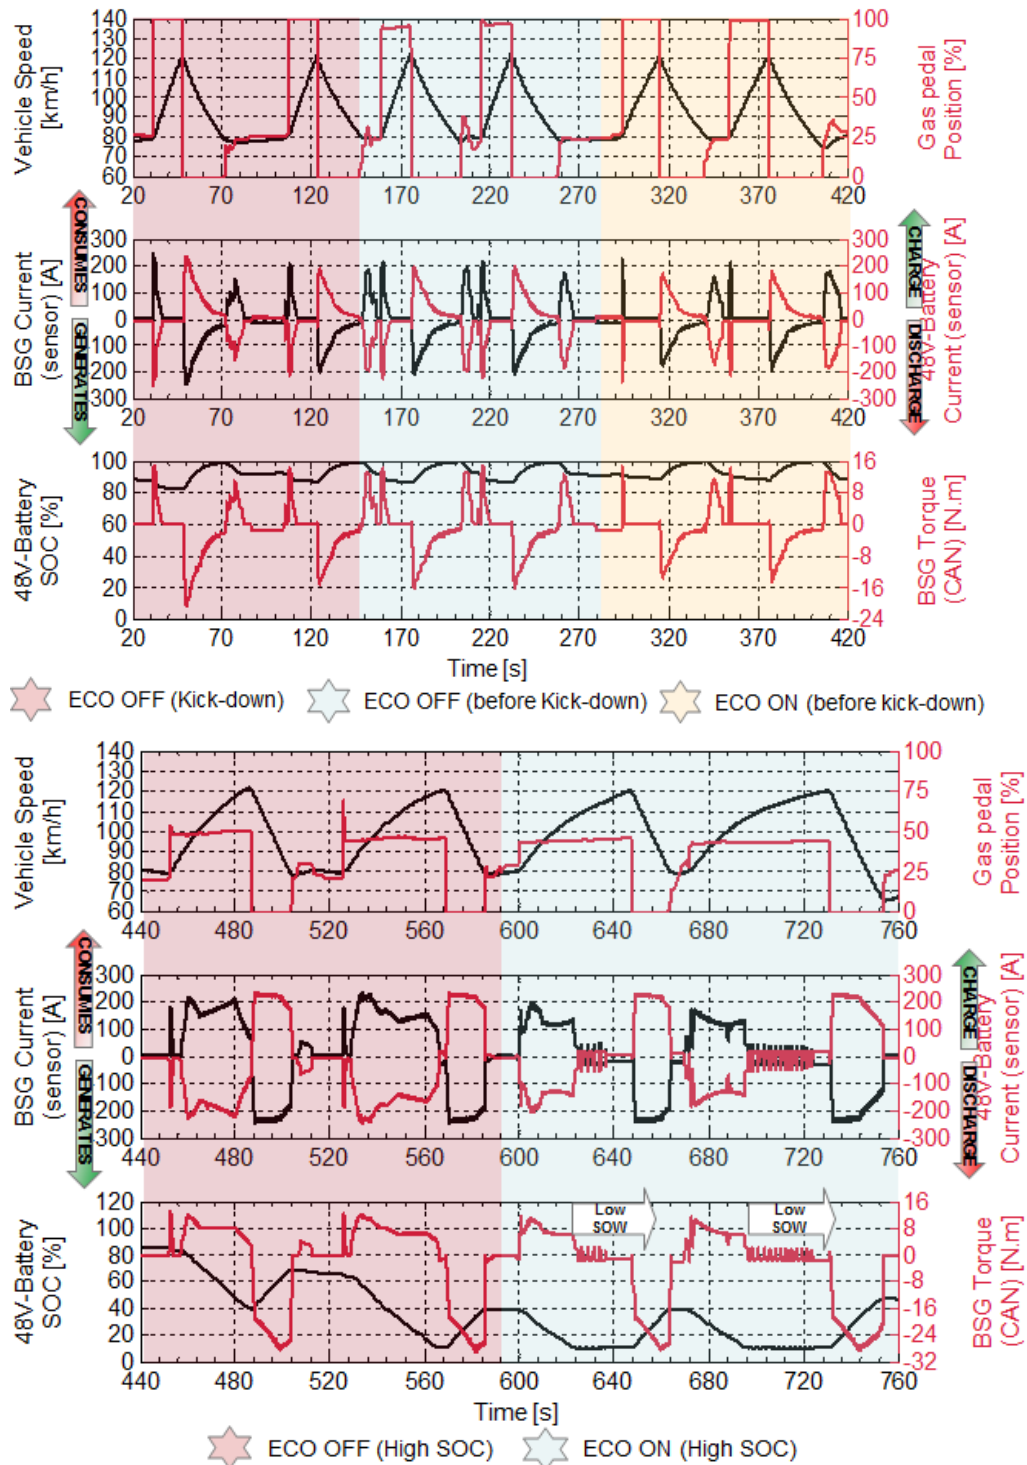 Vehicle Speed
[km/h]
140
130
120
110
100
90
80
70
60
100
75
50
25
0
Gas pedal
Position [%]
20 70 120 170 220 270 320 370 420
CONSUMES
GENERATES
BSG Current
(sensor) [A]
300
200
100
0
100
200
300
300
200
100
0
-100
-200
-300
48V-Battery
Current (sensor) [A]
CHARGE
DISCHARGE
20 70 120 170 220 270 320 370 420
48V-Battery
SOC [%]
100
80
60
40
20
0
16
8
0
-8
-16
-24
BSG Torque
(CAN) [N.m]
20 70 120 170 220 270 320 370 420
Time [s]
ECO OFF (Kick-down) ECO OFF (before Kick-down) ECO ON (before kick-down)
Vehicle Speed
[km/h]
140
130
120
110
100
90
80
70
60
100
75
50
25
0
Gas pedal
Position [%]
440 480 520 560 600 640 680 720 760
CONSUMES
GENERATES
BSG Current
(sensor) [A]
300
200
100
0
100
200
300
300
200
100
0
-100
-200
-300
48V-Battery
Current (sensor) [A]
CHARGE
DISCHARGE
440 480 520 560 600 640 680 720 760
48V-Battery
SOC [%]
120
100
80
60
40
20
0
Low
SOW
Low
SOW
16
8
0
-8
-16
-24
-32
BSG Torque
(CAN) [N.m]
440 480 520 560 600 640 680 720 760
Time [s]
ECO OFF (High SOC) ECO ON (High SOC)